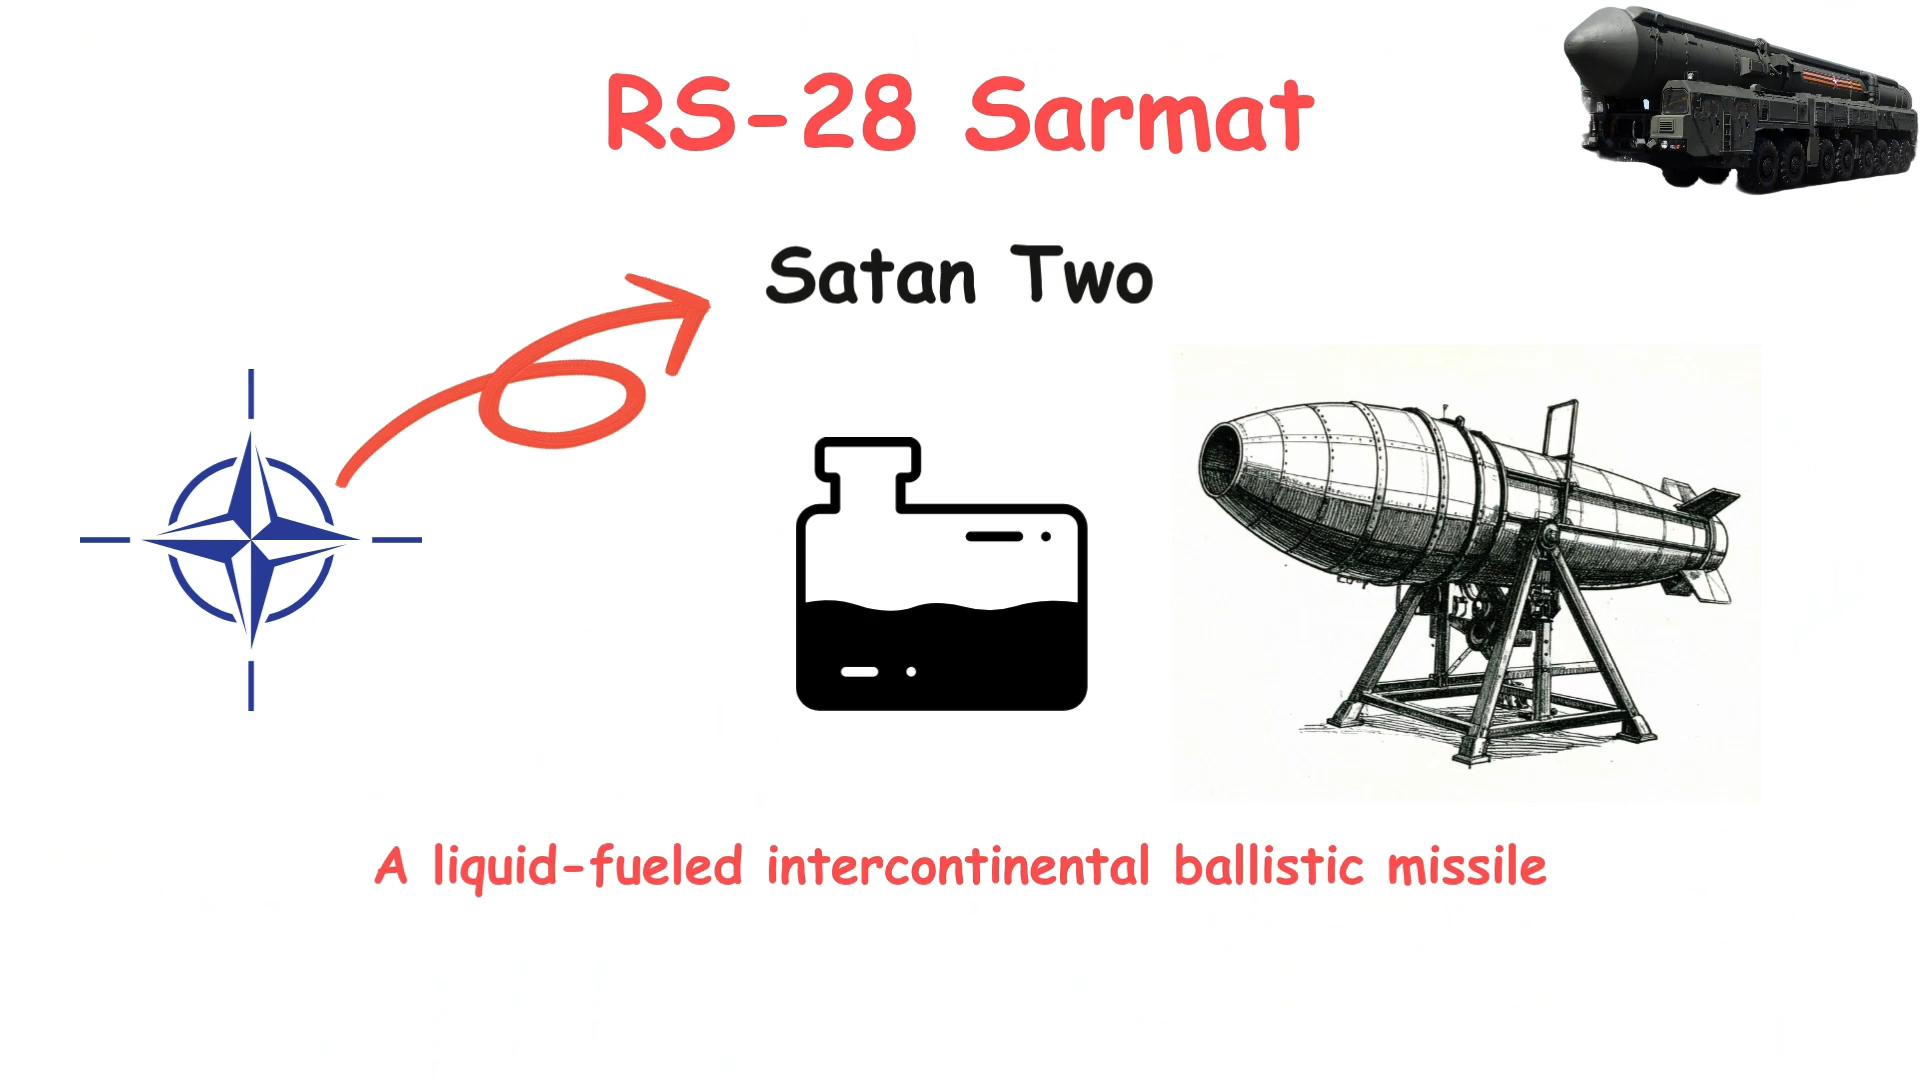 RS-28 Sarmat
Satan Two
A liquid-fueled intercontinental ballistic missile